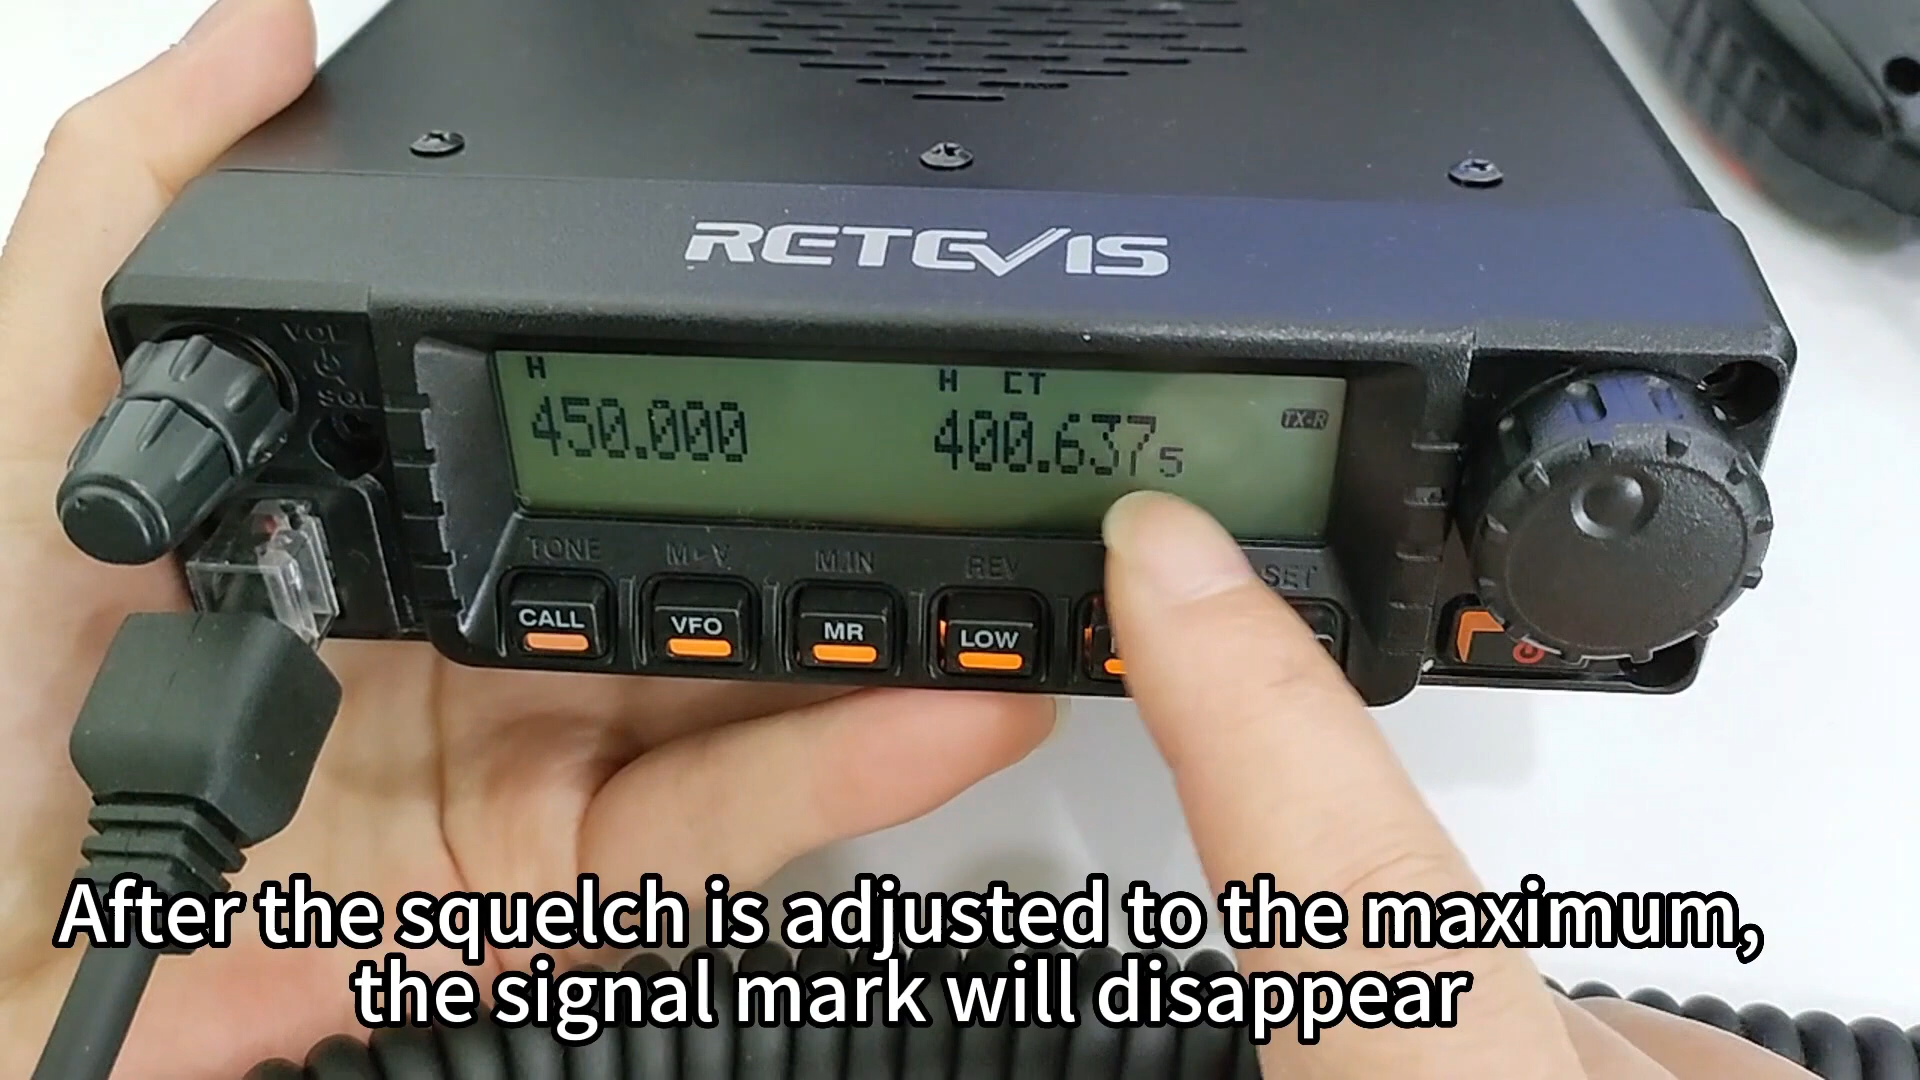 RETEVIS
VOL
SQL
H
H CT
450.000
400.6375
TX-R
TONE M►V M.IN REV SET
CALL VFO MR LOW
After the squelch is adjusted to the maximum,
the signal mark will disappear